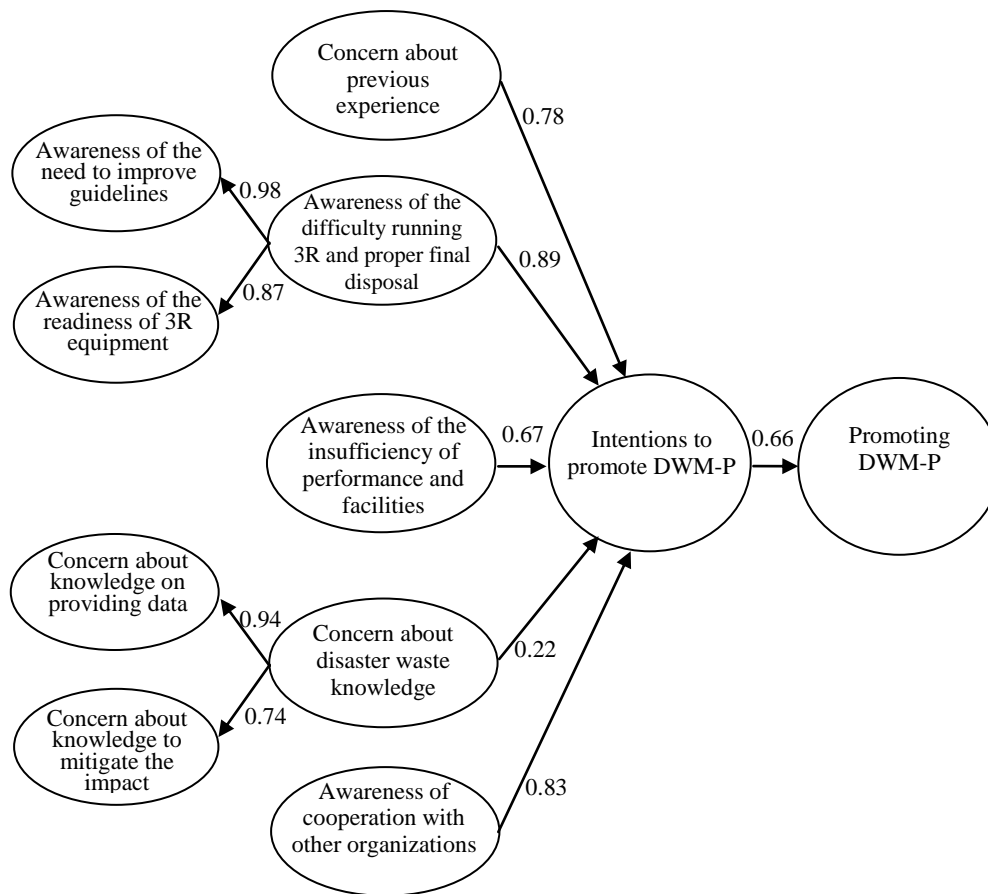 Concern about
previous
experience
0.78
Awareness of the
need to improve
guidelines
0.98
Awareness of the
difficulty running
3R and proper final
disposal
0.89
0.87
Awareness of the
readiness of 3R
equipment
Awareness of the
insufficiency of
performance and
facilities
0.67
Intentions to
promote DWM-P
0.66
Promoting
DWM-P
Concern about
knowledge on
providing data
0.94
Concern about
disaster waste
knowledge
0.22
0.74
Concern about
knowledge to
mitigate the
impact
Awareness of
cooperation with
other organizations
0.83